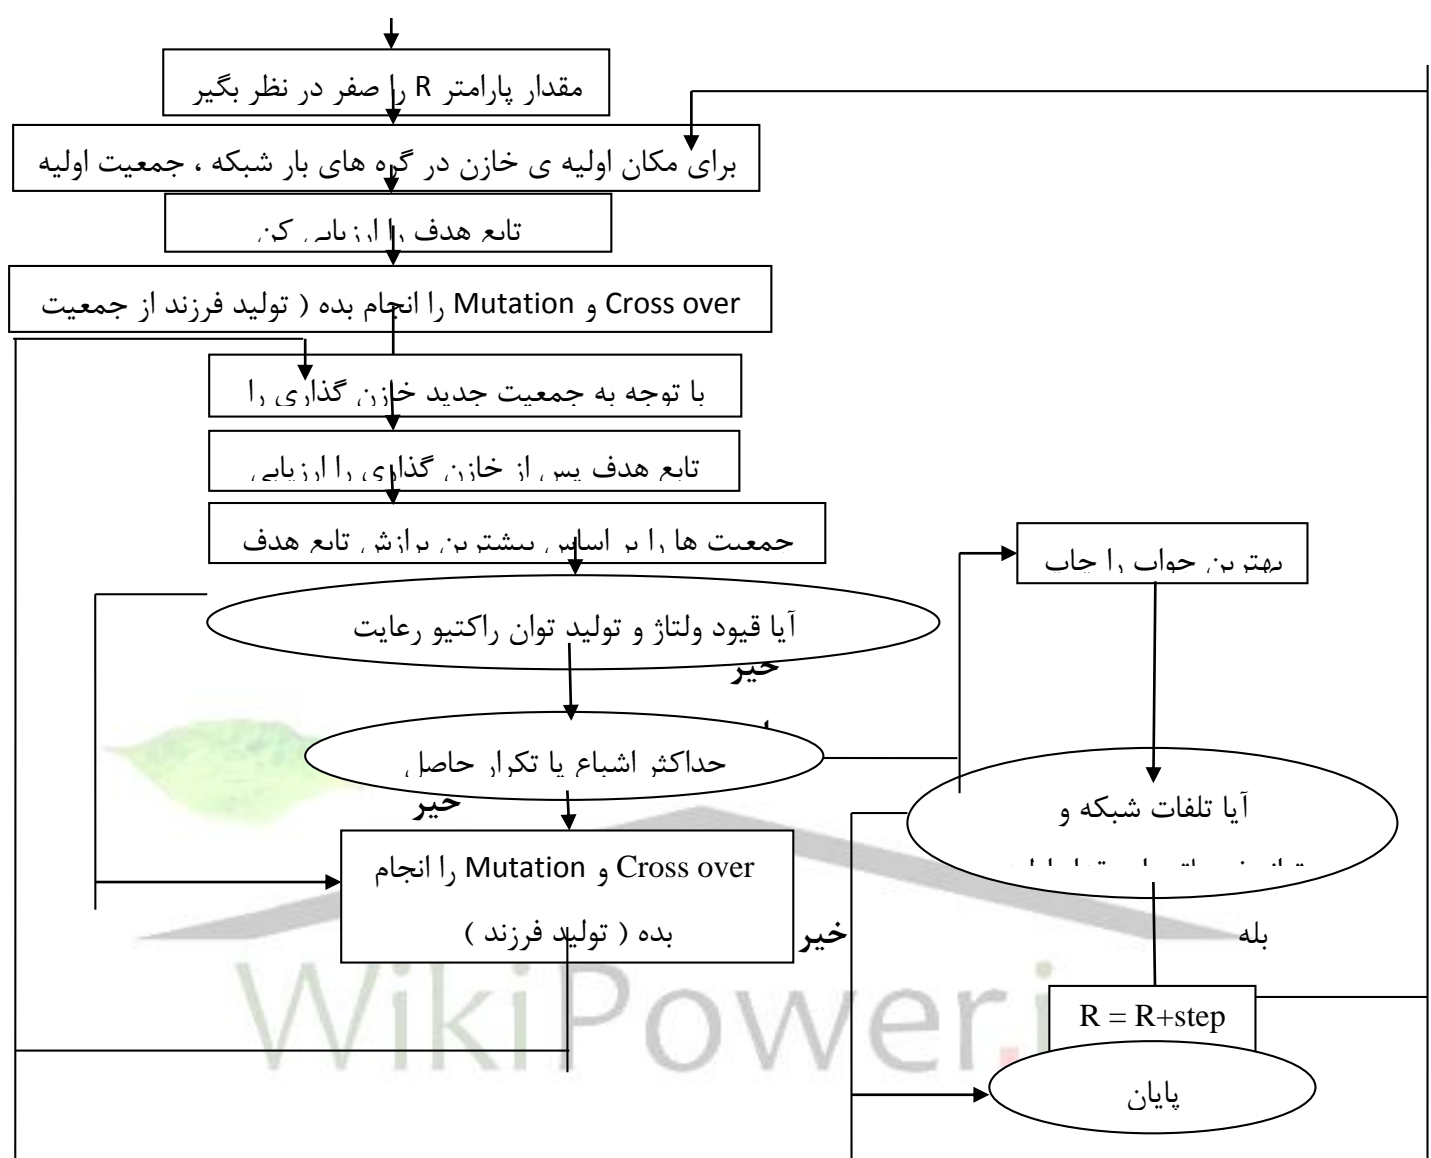 مقدار پارامتر R را صفر در نظر بگیر
برای مکان اولیه ی خازن در گره های بار شبکه ، جمعیت اولیه
تابع هدف را ارزیابی کن
Cross over و Mutation را انجام بده ( تولید فرزند از جمعیت
با توجه به جمعیت جدید خازن گذاری را
تابع هدف پس از خازن گذاری را ارزیابی
جمعیت ها را بر اساس بیشترین برازش تابع هدف
بهترین جواب را چاپ
آیا قیود ولتاژ و تولید توان راکتیو رعایت
خیر
حداکثر اشباع یا تکرار حاصل
خیر
آیا تلفات شبکه و
Cross over و Mutation را انجام
بده ( تولید فرزند )
خیر
بله
R = R+step
پایان
WikiPower.i